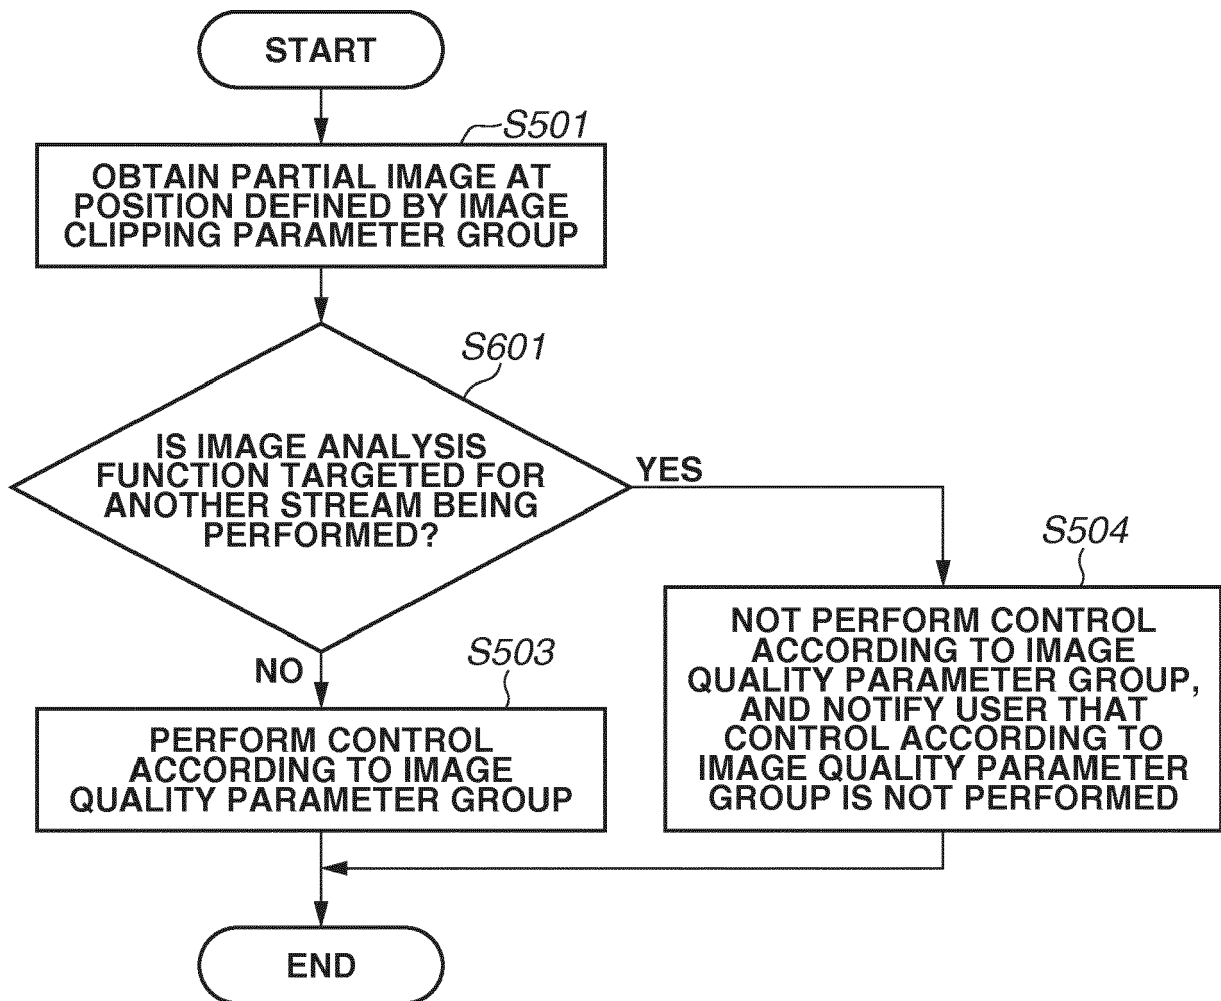 START
S501
OBTAIN PARTIAL IMAGE AT
POSITION DEFINED BY IMAGE
CLIPPING PARAMETER GROUP
S601
IS IMAGE ANALYSIS
FUNCTION TARGETED FOR
ANOTHER STREAM BEING
PERFORMED?
YES
NO
S503
PERFORM CONTROL
ACCORDING TO IMAGE
QUALITY PARAMETER GROUP
S504
NOT PERFORM CONTROL
ACCORDING TO IMAGE
QUALITY PARAMETER GROUP,
AND NOTIFY USER THAT
CONTROL ACCORDING TO
IMAGE QUALITY PARAMETER
GROUP IS NOT PERFORMED
END